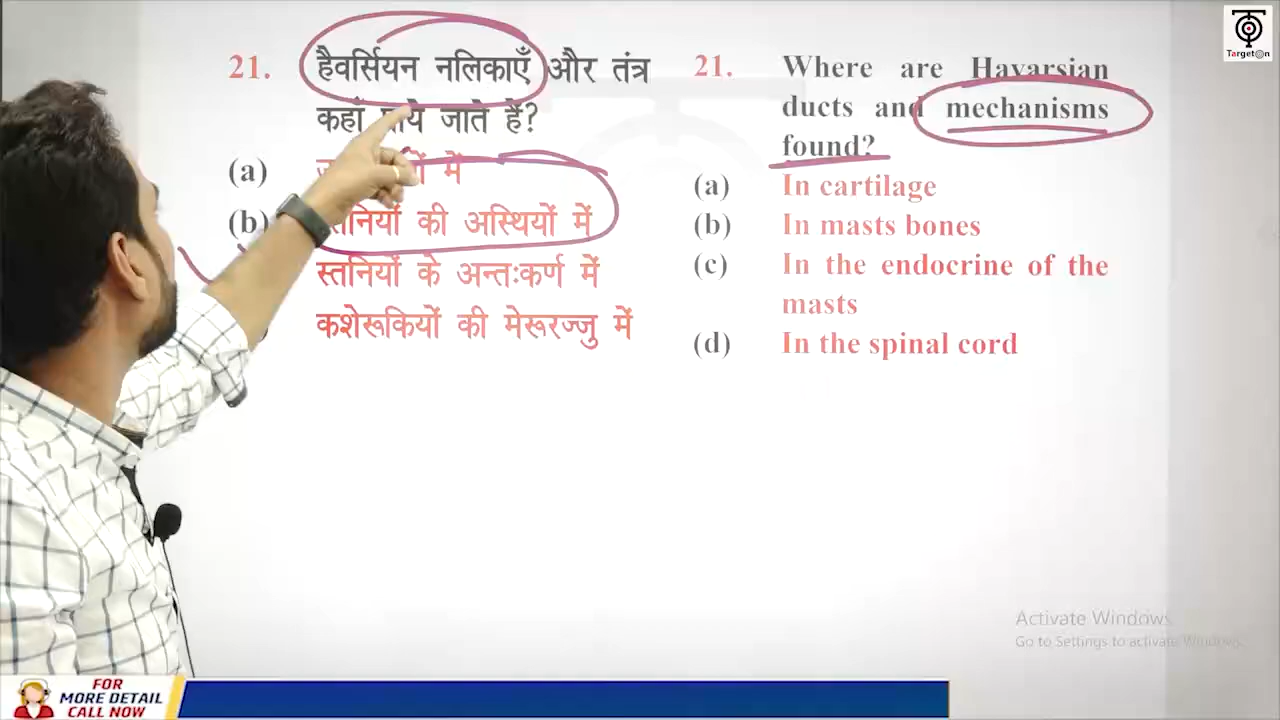 21. हैवर्सियन नलिकाएँ और तंत्र
कहाँ पाये जाते हैं?
(a) में
(b) की अस्थियों में
स्तनियों के अन्तःकर्ण में
कशेरूकियों की मेरूरज्जु में
21. Where are Havarsian
ducts and mechanisms
found?
(a) In cartilage
(b) In masts bones
(c) In the endocrine of the
masts
(d) In the spinal cord
Target@n
Activate Windows
Go to Settings to activate Windows.
FOR
MORE DETAIL
CALL NOW